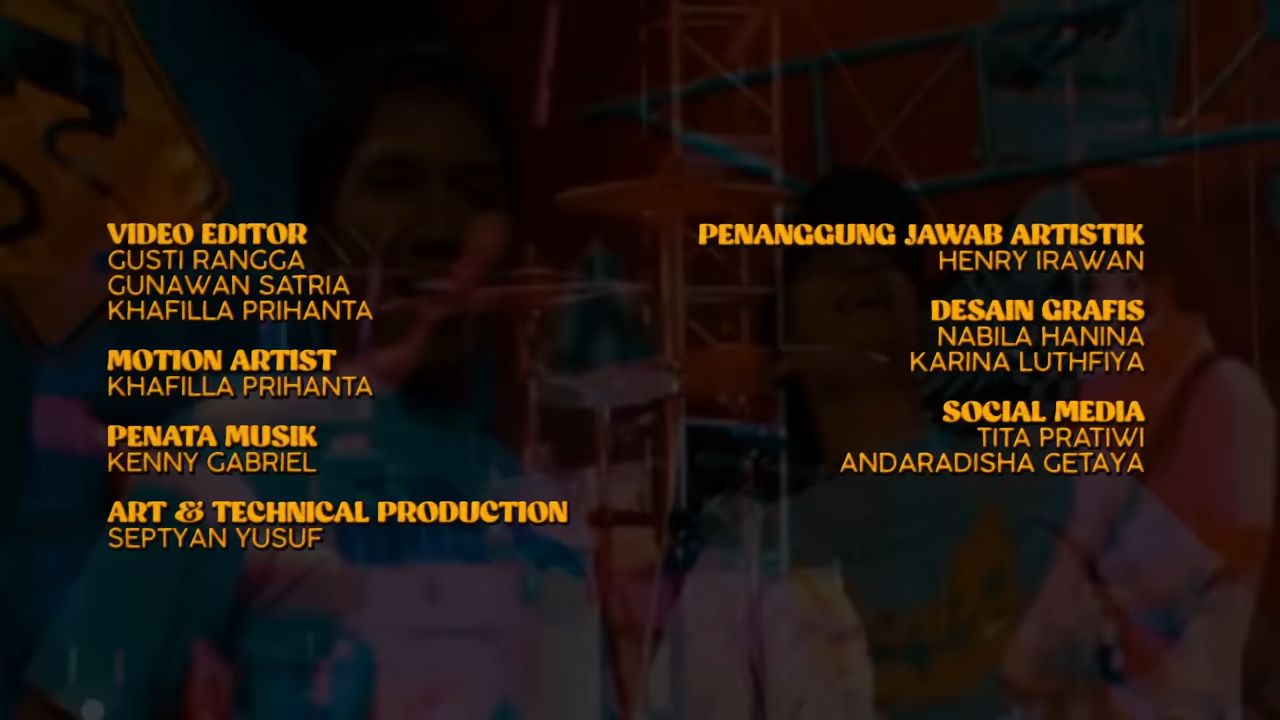 VIDEO EDITOR
GUSTI RANGGA
GUNAWAN SATRIA
KHAFILLA PRIHANTA
MOTION ARTIST
KHAFILLA PRIHANTA
PENATA MUSIK
KENNY GABRIEL
ART & TECHNICAL PRODUCTION
SEPTYAN YUSUF
PENANGGUNG JAWAB ARTISTIK
HENRY IRAWAN
DESAIN GRAFIS
NABILA HANINA
KARINA LUTHFIYA
SOCIAL MEDIA
TITA PRATIWI
ANDARADISHA GETAYA